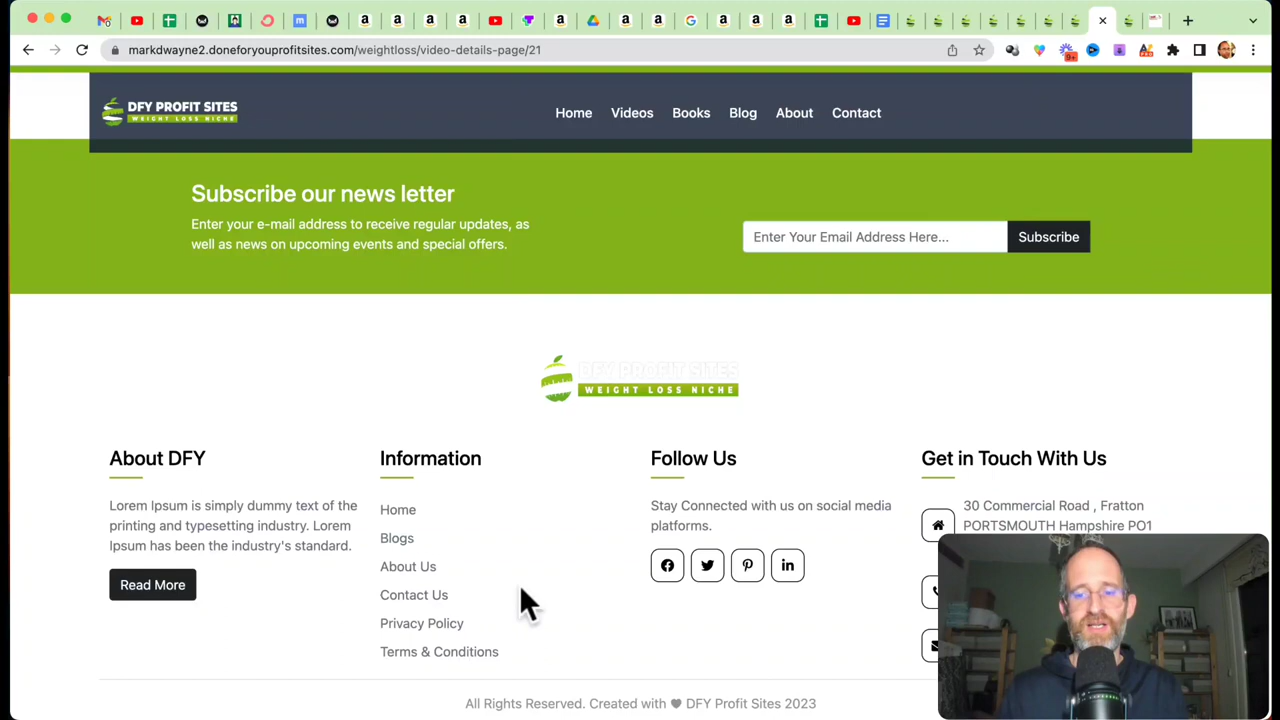 markdwayne2.doneforyouprofitsites.com/weightloss/video-details-page/21
9+
DFY PROFIT SITES
WEIGHT LOSS NICHE
Home Videos Books Blog About Contact
Subscribe our news letter
Enter your e-mail address to receive regular updates, as
well as news on upcoming events and special offers.
Enter Your Email Address Here...
Subscribe
DFY PROFIT SITES
WEIGHT LOSS NICHE
About DFY
Lorem Ipsum is simply dummy text of the
printing and typesetting industry. Lorem
Ipsum has been the industry's standard.
Read More
Information
Home
Blogs
About Us
Contact Us
Privacy Policy
Terms & Conditions
Follow Us
Stay Connected with us on social media
platforms.
Get in Touch With Us
30 Commercial Road , Fratton
PORTSMOUTH Hampshire PO1
All Rights Reserved. Created with DFY Profit Sites 2023